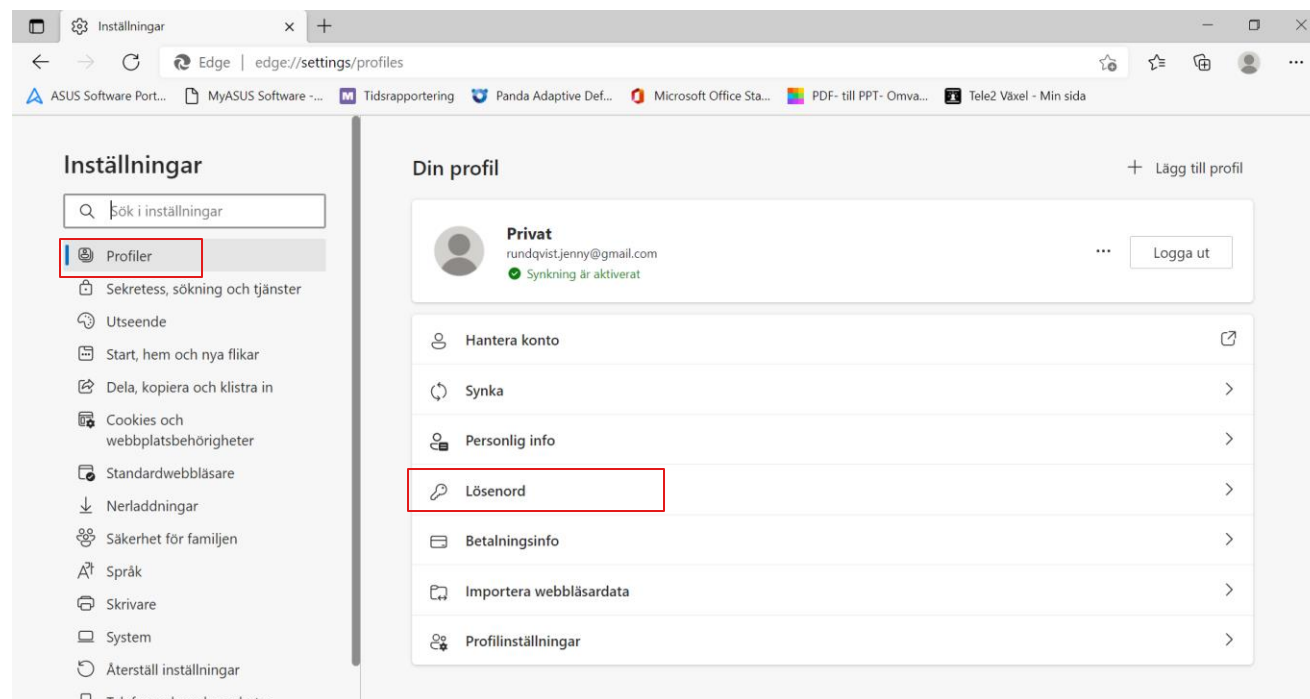 Inställningar
Edge | edge://settings/profiles
ASUS Software Port...
MyASUS Software -...
Tidsrapportering
Panda Adaptive Def...
Microsoft Office Sta...
PDF- till PPT- Omva...
Tele2 Växel - Min sida
Inställningar
Sök i inställningar
Profiler
Sekretess, sökning och tjänster
Utseende
Start, hem och nya flikar
Dela, kopiera och klistra in
Cookies och
webbplatsbehörigheter
Standardwebbläsare
Nerladdningar
Säkerhet för familjen
Språk
Skrivare
System
Återställ inställningar
Din profil
Lägg till profil
Privat
rundqvist.jenny@gmail.com
Synkning är aktiverat
Logga ut
Hantera konto
Synka
Personlig info
Lösenord
Betalningsinfo
Importera webbläsardata
Profilinställningar